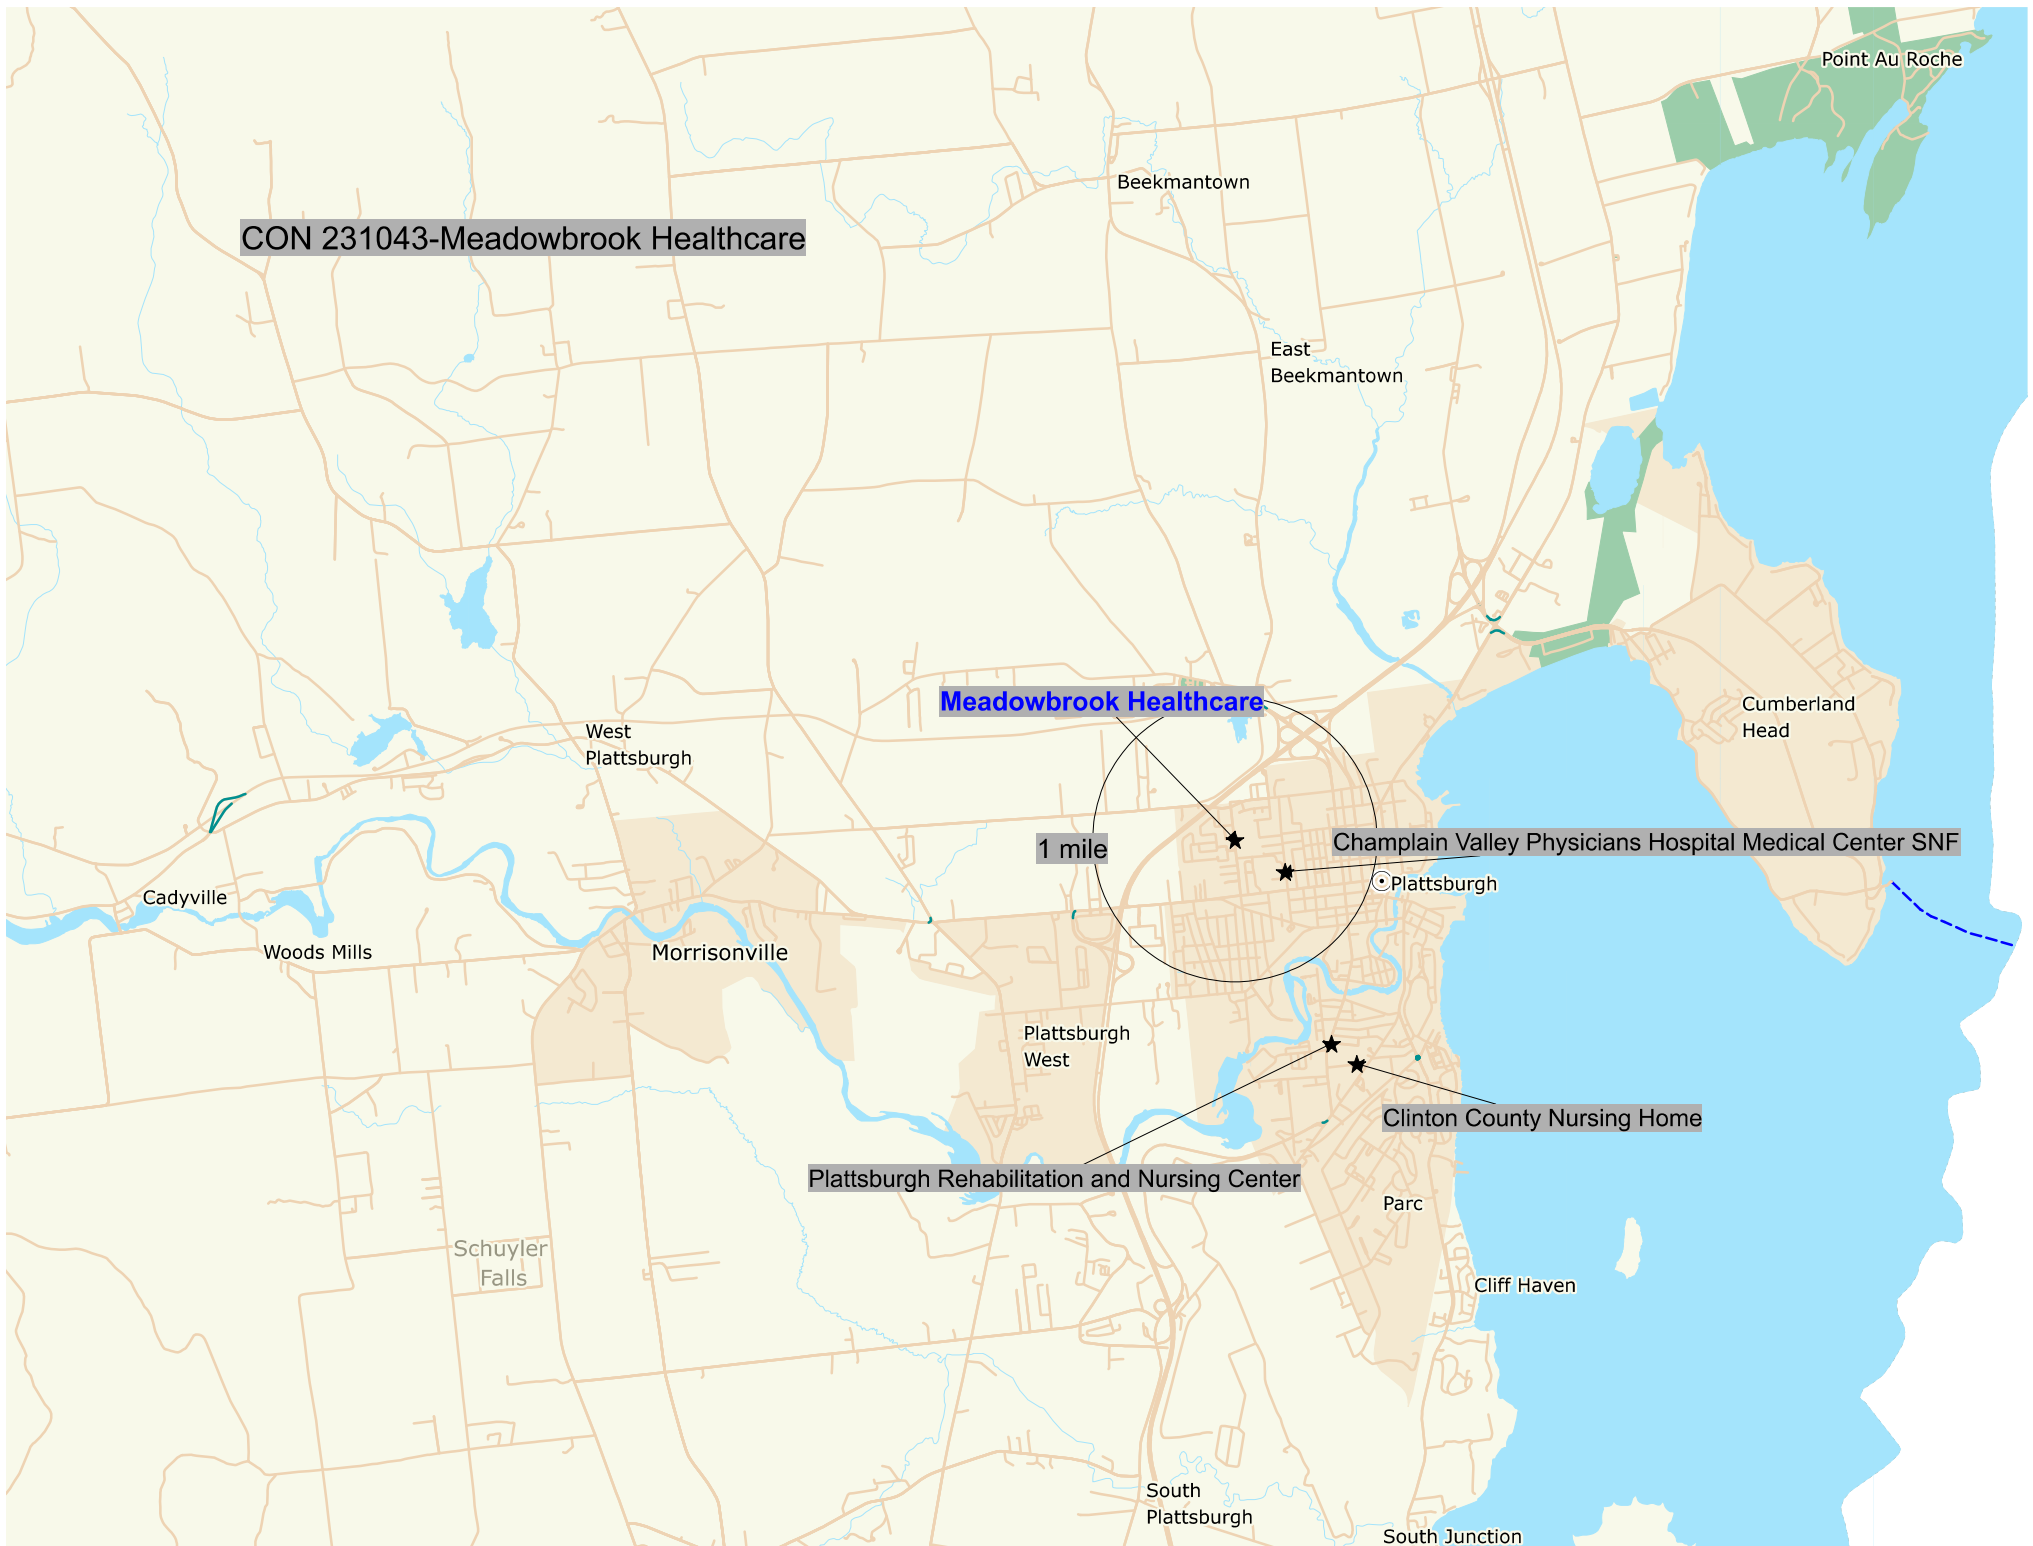 Point Au Roche
Beekmantown
CON 231043-Meadowbrook Healthcare
East
Beekmantown
Meadowbrook Healthcare
Cumberland
Head
West
Plattsburgh
1 mile
Champlain Valley Physicians Hospital Medical Center SNF
Plattsburgh
Cadyville
Woods Mills
Morrisonville
Plattsburgh
West
Clinton County Nursing Home
Plattsburgh Rehabilitation and Nursing Center
Parc
Schuyler
Falls
Cliff Haven
South
Plattsburgh
South Junction